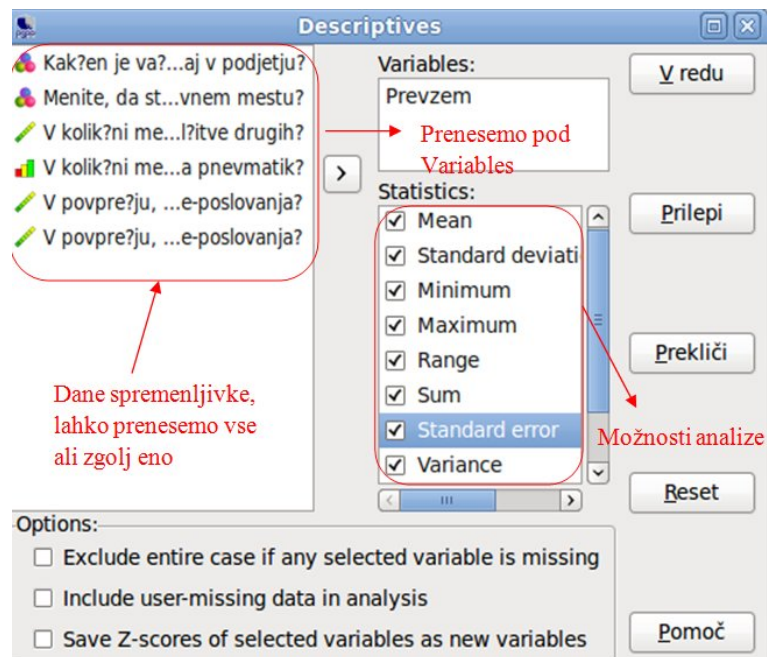 Descriptives
Kak?en je va?...aj v podjetju?
Menite, da st...vnem mestu?
V kolik?ni me...l?itve drugih?
V kolik?ni me...a pnevmatik?
V povpre?ju, ...e-poslovanja?
V povpre?ju, ...e-poslovanja?
Dane spremenljivke,
lahko prenesemo vse
ali zgolj eno
Variables:
Prevzem
Prenesemo pod
Variables
Statistics:
Mean
Standard deviati
Minimum
Maximum
Range
Sum
Standard error
Variance
Možnosti analize
V redu
Prilepi
Prekliči
Reset
Pomoč
Options:
Exclude entire case if any selected variable is missing
Include user-missing data in analysis
Save Z-scores of selected variables as new variables